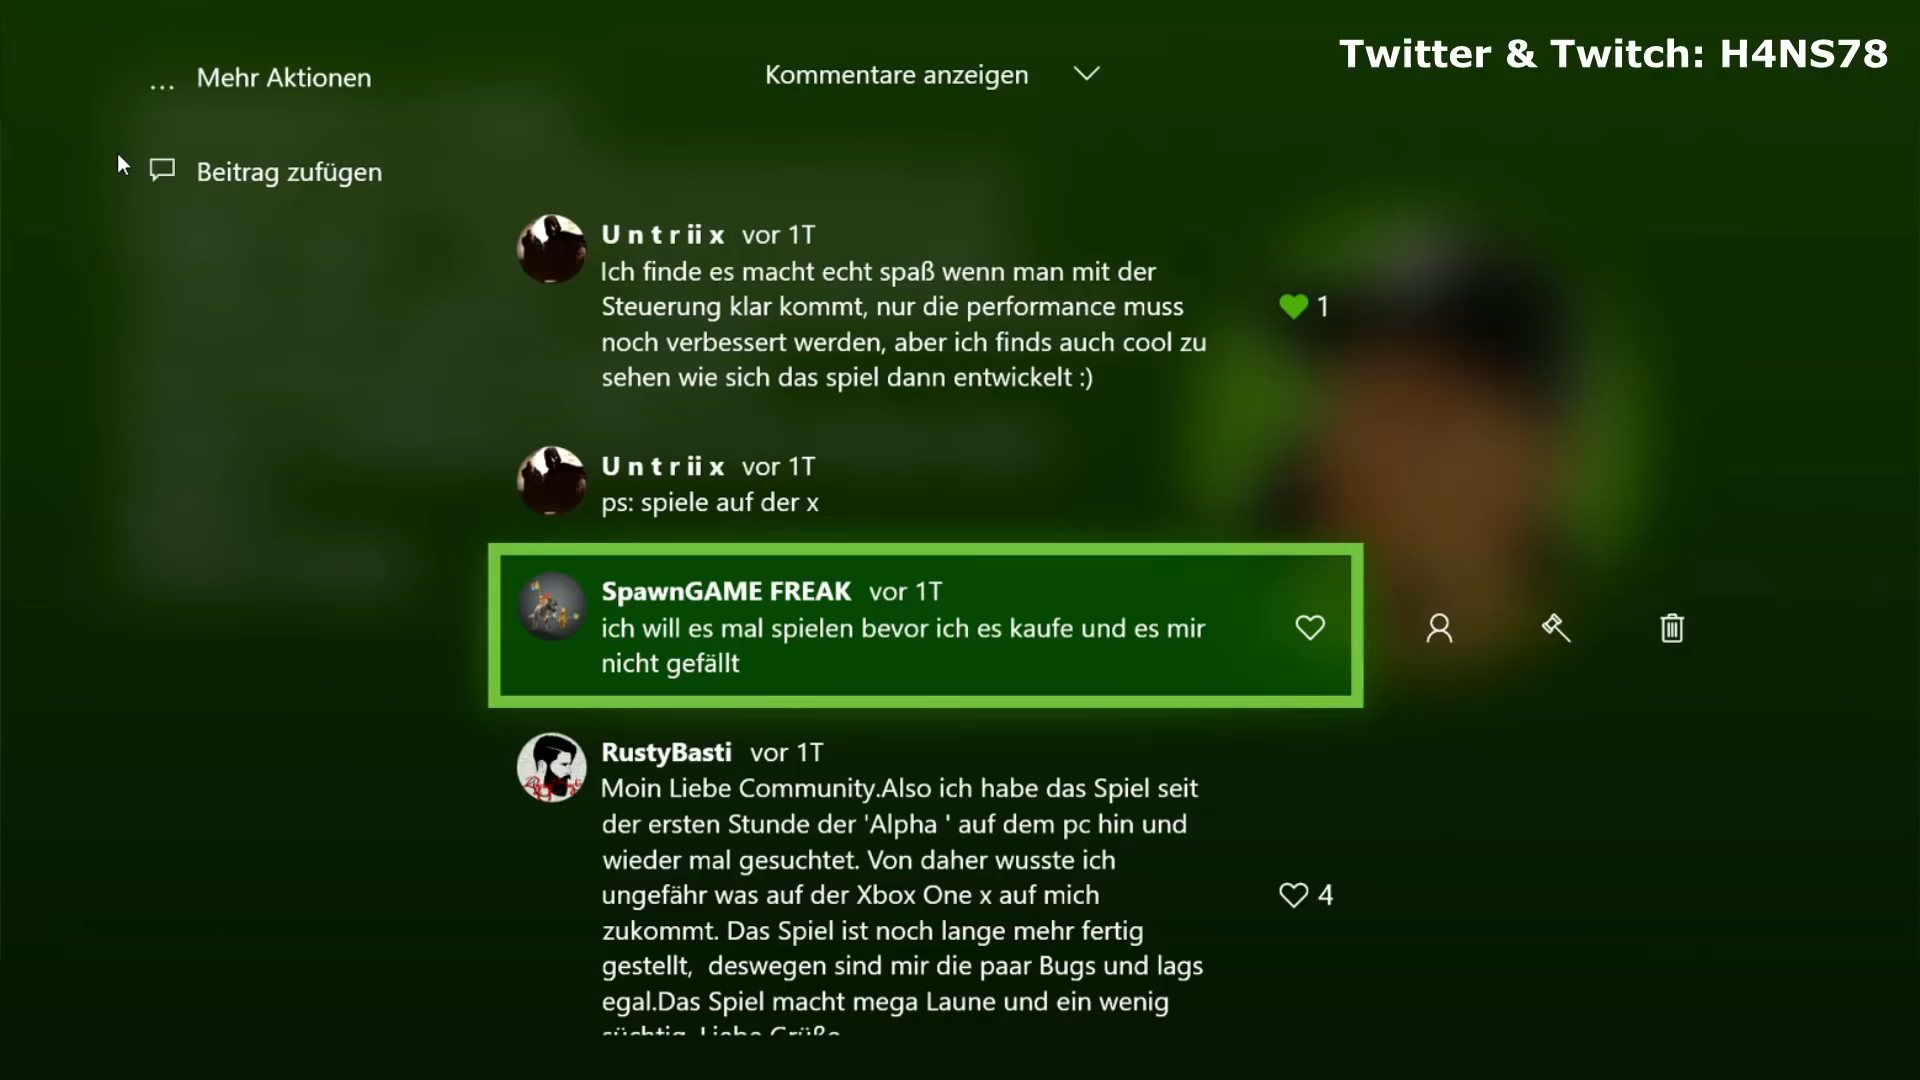 Twitter & Twitch: H4NS78
... Mehr Aktionen
Kommentare anzeigen
Beitrag zufügen
U n t r ii x vor 1T
Ich finde es macht echt spaß wenn man mit der
Steuerung klar kommt, nur die performance muss
noch verbessert werden, aber ich finds auch cool zu
sehen wie sich das spiel dann entwickelt :)
1
U n t r ii x vor 1T
ps: spiele auf der x
SpawnGAME FREAK vor 1T
ich will es mal spielen bevor ich es kaufe und es mir
nicht gefällt
RustyBasti vor 1T
Moin Liebe Community.Also ich habe das Spiel seit
der ersten Stunde der 'Alpha ' auf dem pc hin und
wieder mal gesuchtet. Von daher wusste ich
ungefähr was auf der Xbox One x auf mich
zukommt. Das Spiel ist noch lange mehr fertig
gestellt,  deswegen sind mir die paar Bugs und lags
egal.Das Spiel macht mega Laune und ein wenig
süchtig. Liebe Grüße
4